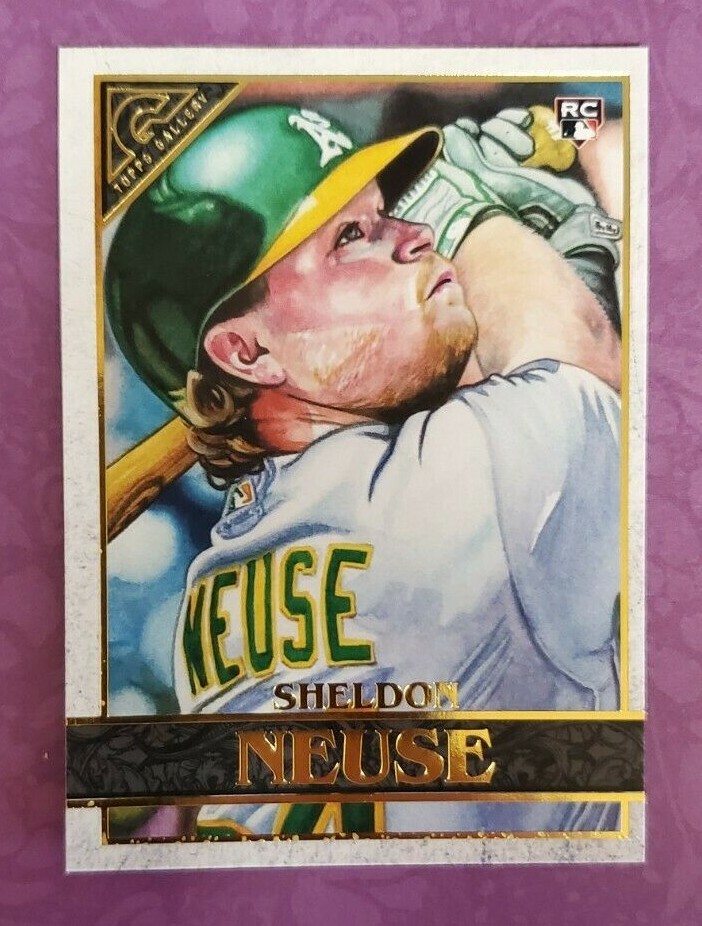 TOPPS GALLERY
A's
RC
NEUSE
SHELDON
NEUSE